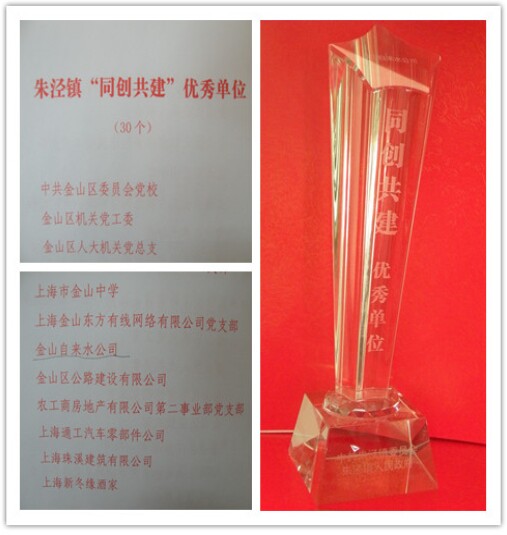 朱泾镇“同创共建”优秀单位
（30个）
中共金山区委员会党校
金山区机关党工委
金山区人大机关党总支
上海市金山中学
上海金山东方有线网络有限公司党支部
金山自来水公司
金山区公路建设有限公司
农工商房地产有限公司第二事业部党支部
上海通工汽车零部件公司
上海珠溪建筑有限公司
上海新冬缘酒家
同创共建
优秀单位